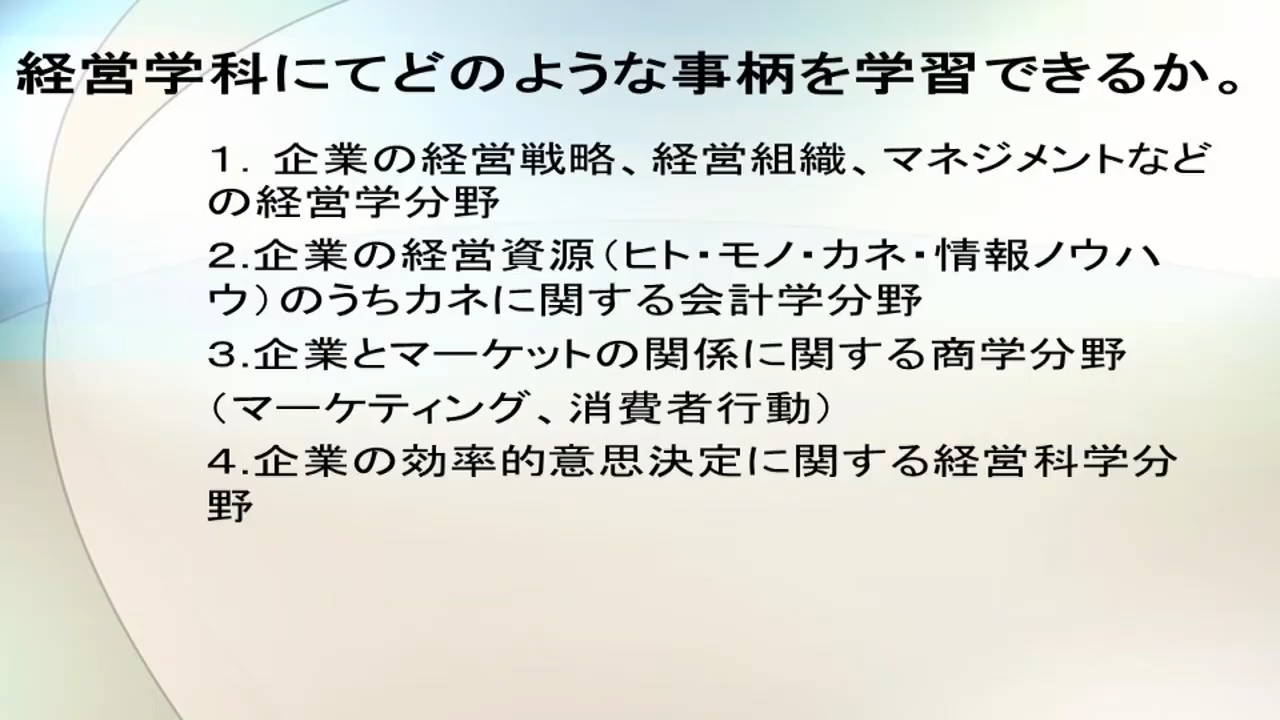 経営学科にてどのような事柄を学習できるか。
1. 企業の経営戦略、経営組織、マネジメントなど
の経営学分野
2.企業の経営資源(ヒト・モノ・カネ・情報ノウハ
ウ)のうちカネに関する会計学分野
3.企業とマーケットの関係に関する商学分野
(マーケティング、消費者行動)
4.企業の効率的意思決定に関する経営科学分
野